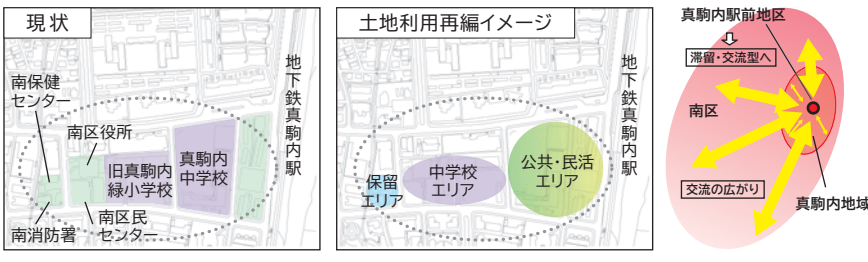 現状
南保健
センター
南区役所
旧真駒内
緑小学校
真駒内
中学校
南消防署
南区民
センター
地下鉄真駒内駅
土地利用再編イメージ
保留
エリア
中学校
エリア
公共・民活
エリア
地下鉄真駒内駅
真駒内駅前地区
滞留・交流型へ
南区
交流の広がり
真駒内地域